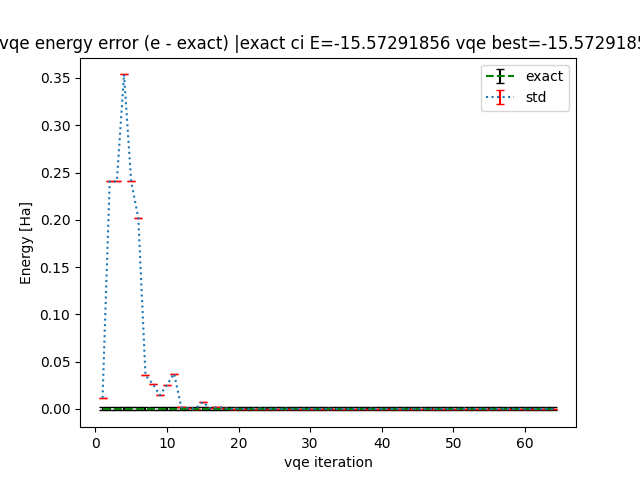 vqe energy error (e - exact) |exact ci E=-15.57291856 vqe best=-15.5729185
exact
std
0.35
0.30
0.25
0.20
0.15
0.10
0.05
0.00
Energy [Ha]
0 10 20 30 40 50 60
vqe iteration